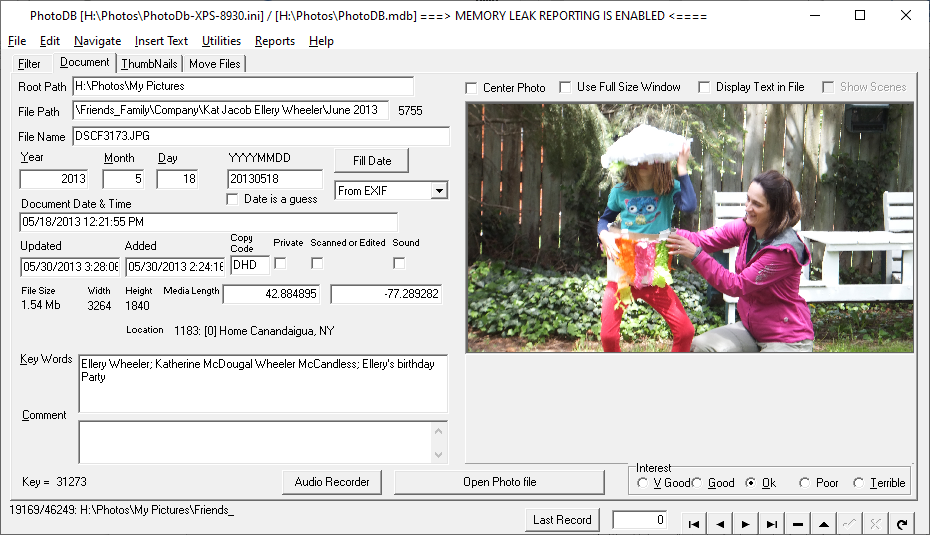 PhotoDB [H:\Photos\PhotoDb-XPS-8930.ini] / [H:\Photos\PhotoDB.mdb] ===> MEMORY LEAK REPORTING IS ENABLED <====
File Edit Navigate Insert Text Utilities Reports Help
Filter Document ThumbNails Move Files
Root Path H:\Photos\My Pictures
Center Photo Use Full Size Window Display Text in File Show Scenes
File Path \Friends_Family\Company\Kat Jacob Ellery Wheeler\June 2013 5755
File Name DSCF3173.JPG
Year Month Day YYYYMMDD Fill Date
2013 5 18 20130518 From EXIF
Date is a guess
Document Date & Time
05/18/2013 12:21:55 PM
Updated Added Copy Code Private Scanned or Edited Sound
05/30/2013 3:28:06 05/30/2013 2:24:16 DHD
File Size Width Height Media Length 42.884895 -77.289282
1.54 Mb 3264 1840
Location 1183: [0] Home Canandaigua, NY
Key Words Ellery Wheeler; Katherine McDougal Wheeler McCandless; Ellery's birthday
Party
Comment
Key = 31273 Audio Recorder Open Photo file
Interest
V Good Good Ok Poor Terrible
19169/46249: H:\Photos\My Pictures\Friends_
Last Record 0